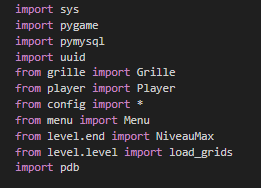 import sys
import pygame
import pymysql
import uuid
from grille import Grille
from player import Player
from config import *
from menu import Menu
from level.end import NiveauMax
from level.level import load_grids
import pdb